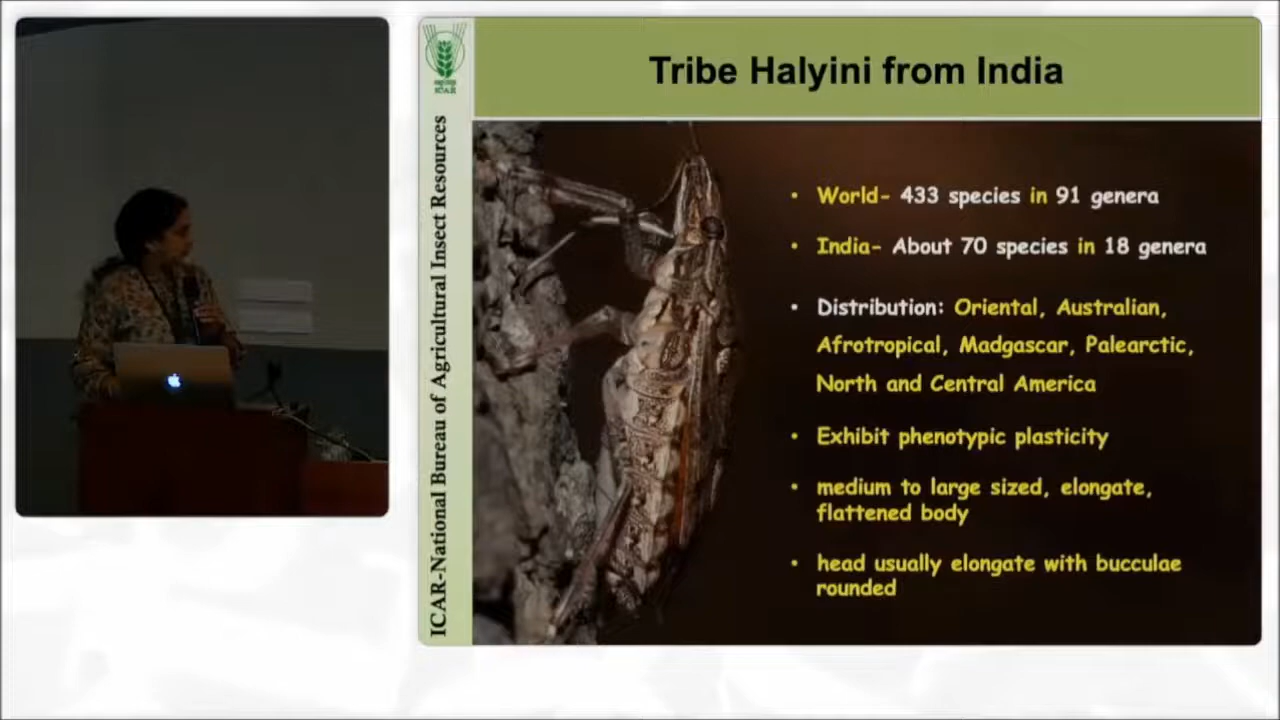 Tribe Halyini from India
ICAR
ICAR-National Bureau of Agricultural Insect Resources
• World- 433 species in 91 genera
• India- About 70 species in 18 genera
• Distribution: Oriental, Australian,
Afrotropical, Madgascar, Palearctic,
North and Central America
• Exhibit phenotypic plasticity
• medium to large sized, elongate,
flattened body
• head usually elongate with bucculae
rounded